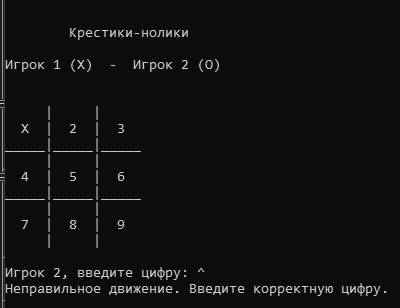 Крестики-нолики
Игрок 1 (X) - Игрок 2 (O)
X | 2 | 3
4 | 5 | 6
7 | 8 | 9
Игрок 2, введите цифру: ^
Неправильное движение. Введите корректную цифру.